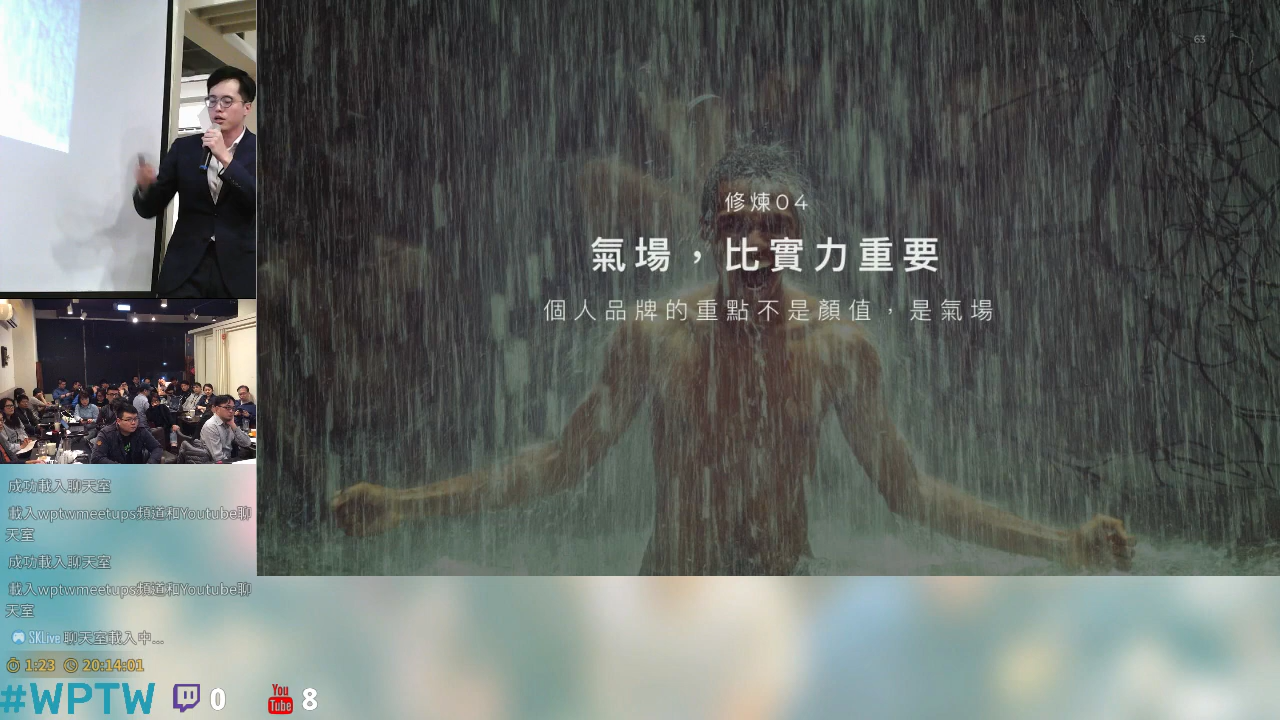 63
修煉04
氣場，比實力重要
個人品牌的重點不是顏值，是氣場
成功載入聊天室
載入wptwmeetups頻道和Youtube聊
天室
成功載入聊天室
載入wptwmeetups頻道和Youtube聊
天室
SKLive 聊天室載入中...
1:23 20:14:01
#WPTW 0 You Tube 8